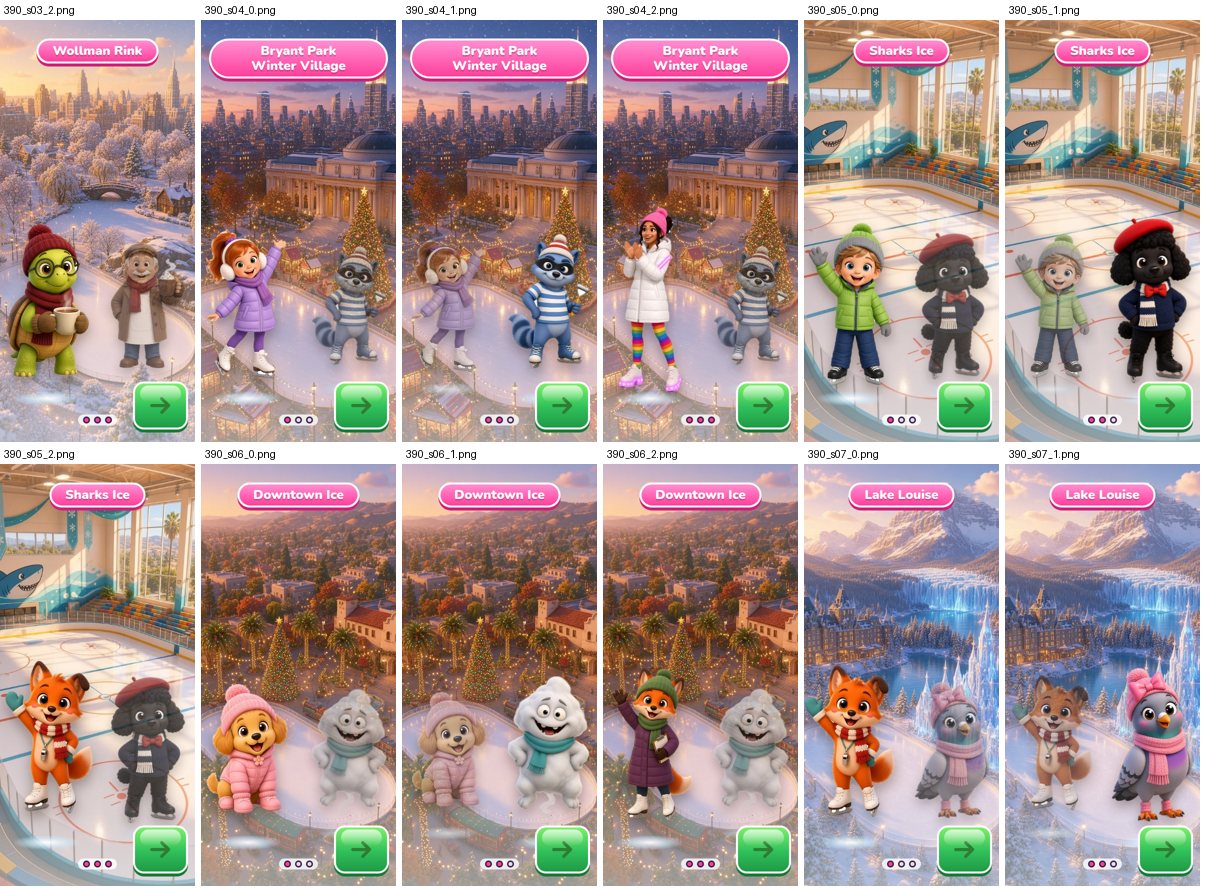 390_s03_2.png
390_s04_0.png
390_s04_1.png
390_s04_2.png
390_s05_0.png
390_s05_1.png
Wollman Rink
Bryant Park
Winter Village
Bryant Park
Winter Village
Bryant Park
Winter Village
Sharks Ice
Sharks Ice
390_s05_2.png
390_s06_0.png
390_s06_1.png
390_s06_2.png
390_s07_0.png
390_s07_1.png
Sharks Ice
Downtown Ice
Downtown Ice
Downtown Ice
Lake Louise
Lake Louise